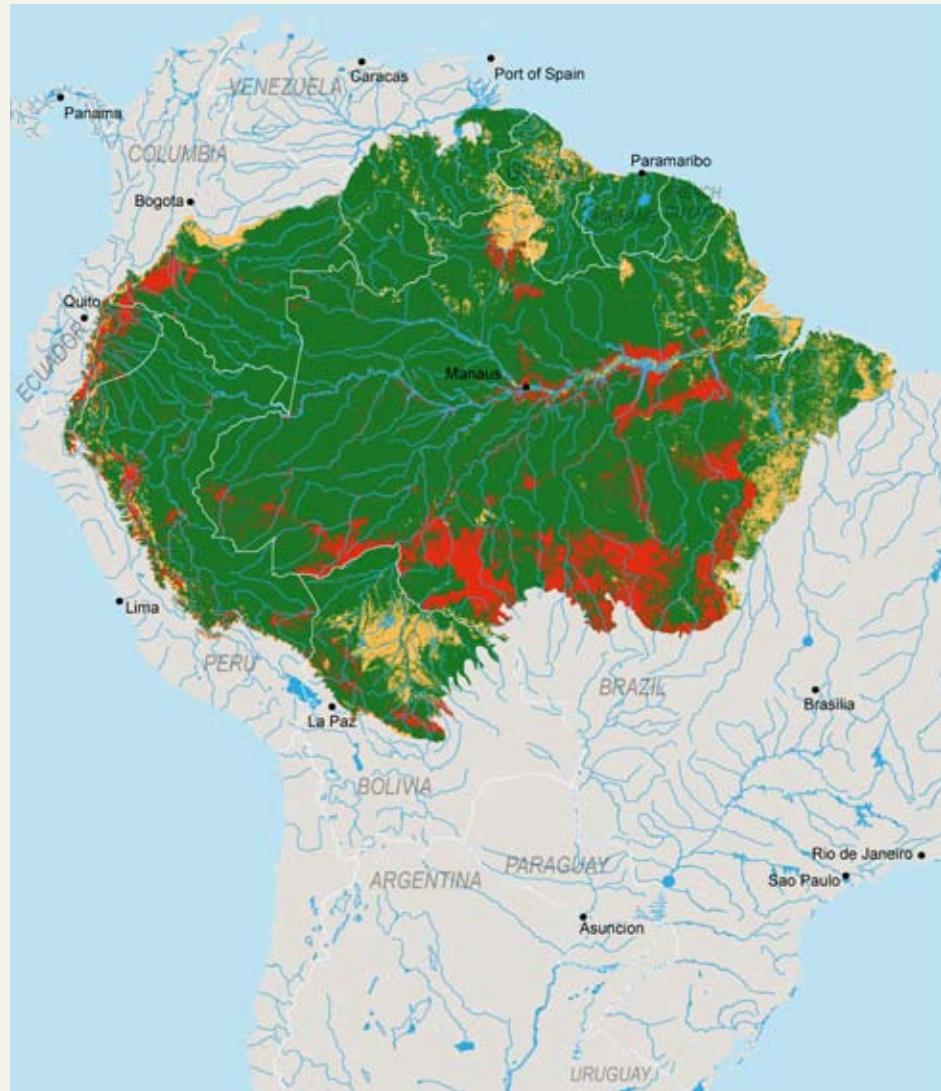 Caracas
Port of Spain
VENEZUELA
Panama
COLUMBIA
Paramaribo
Bogota
Quito
ECUADOR
Manaus
Lima
PERU
BRAZIL
Brasilia
La Paz
BOLIVIA
Rio de Janeiro
PARAGUAY
Sao Paulo
ARGENTINA
Asuncion
URUGUAY